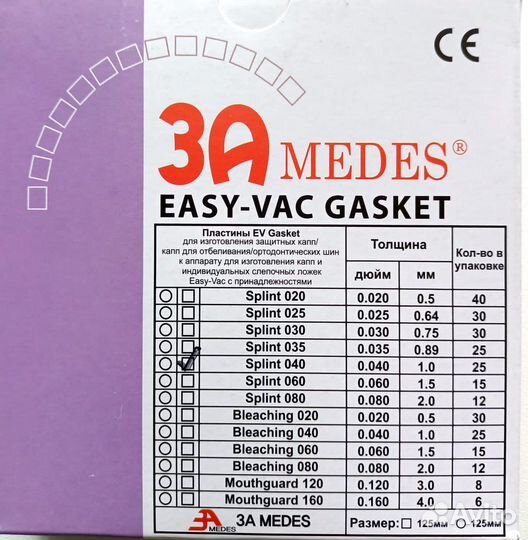 CE
3A MEDES®
EASY-VAC GASKET
Пластины EV Gasket
для изготовления защитных капп/
капп для отбеливания/ортодонтических шин
к аппарату для изготовления капп и
индивидуальных слепочных ложек
Easy-Vac с принадлежностями
Толщина
Кол-во в
упаковке
дюйм мм
Splint 020 0.020 0.5 40
Splint 025 0.025 0.64 30
Splint 030 0.030 0.75 30
Splint 035 0.035 0.89 25
Splint 040 0.040 1.0 25
Splint 060 0.060 1.5 15
Splint 080 0.080 2.0 12
Bleaching 020 0.020 0.5 30
Bleaching 040 0.040 1.0 25
Bleaching 060 0.060 1.5 15
Bleaching 080 0.080 2.0 12
Mouthguard 120 0.120 3.0 8
Mouthguard 160 0.160 4.0 6
3A MEDES 3A MEDES Размер: 125мм 125мм
Avito